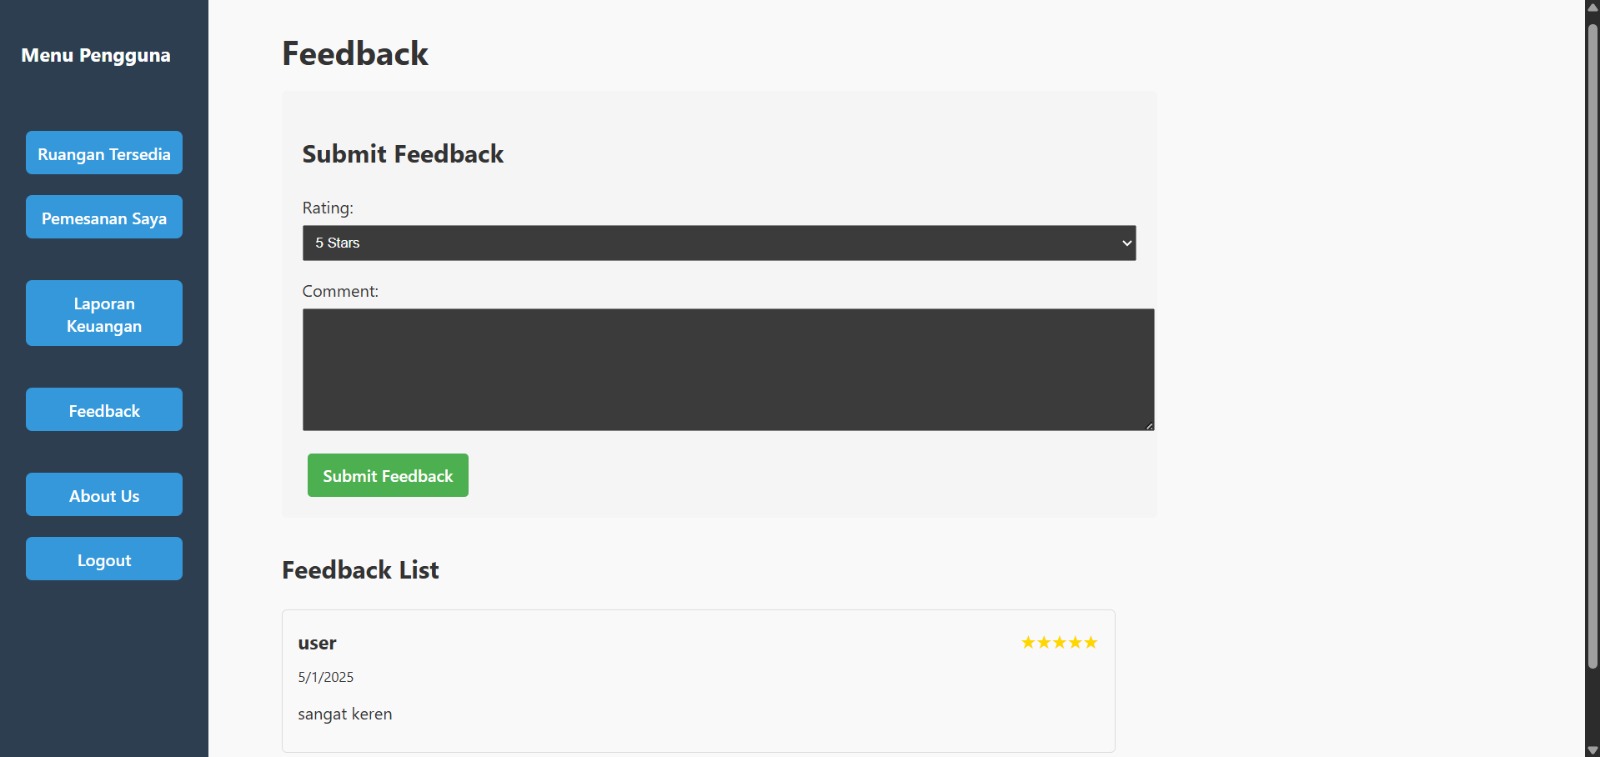 Menu Pengguna
Ruangan Tersedia
Pemesanan Saya
Laporan
Keuangan
Feedback
About Us
Logout
Feedback
Submit Feedback
Rating:
5 Stars
Comment:
Submit Feedback
Feedback List
user ★★★★★
5/1/2025
sangat keren